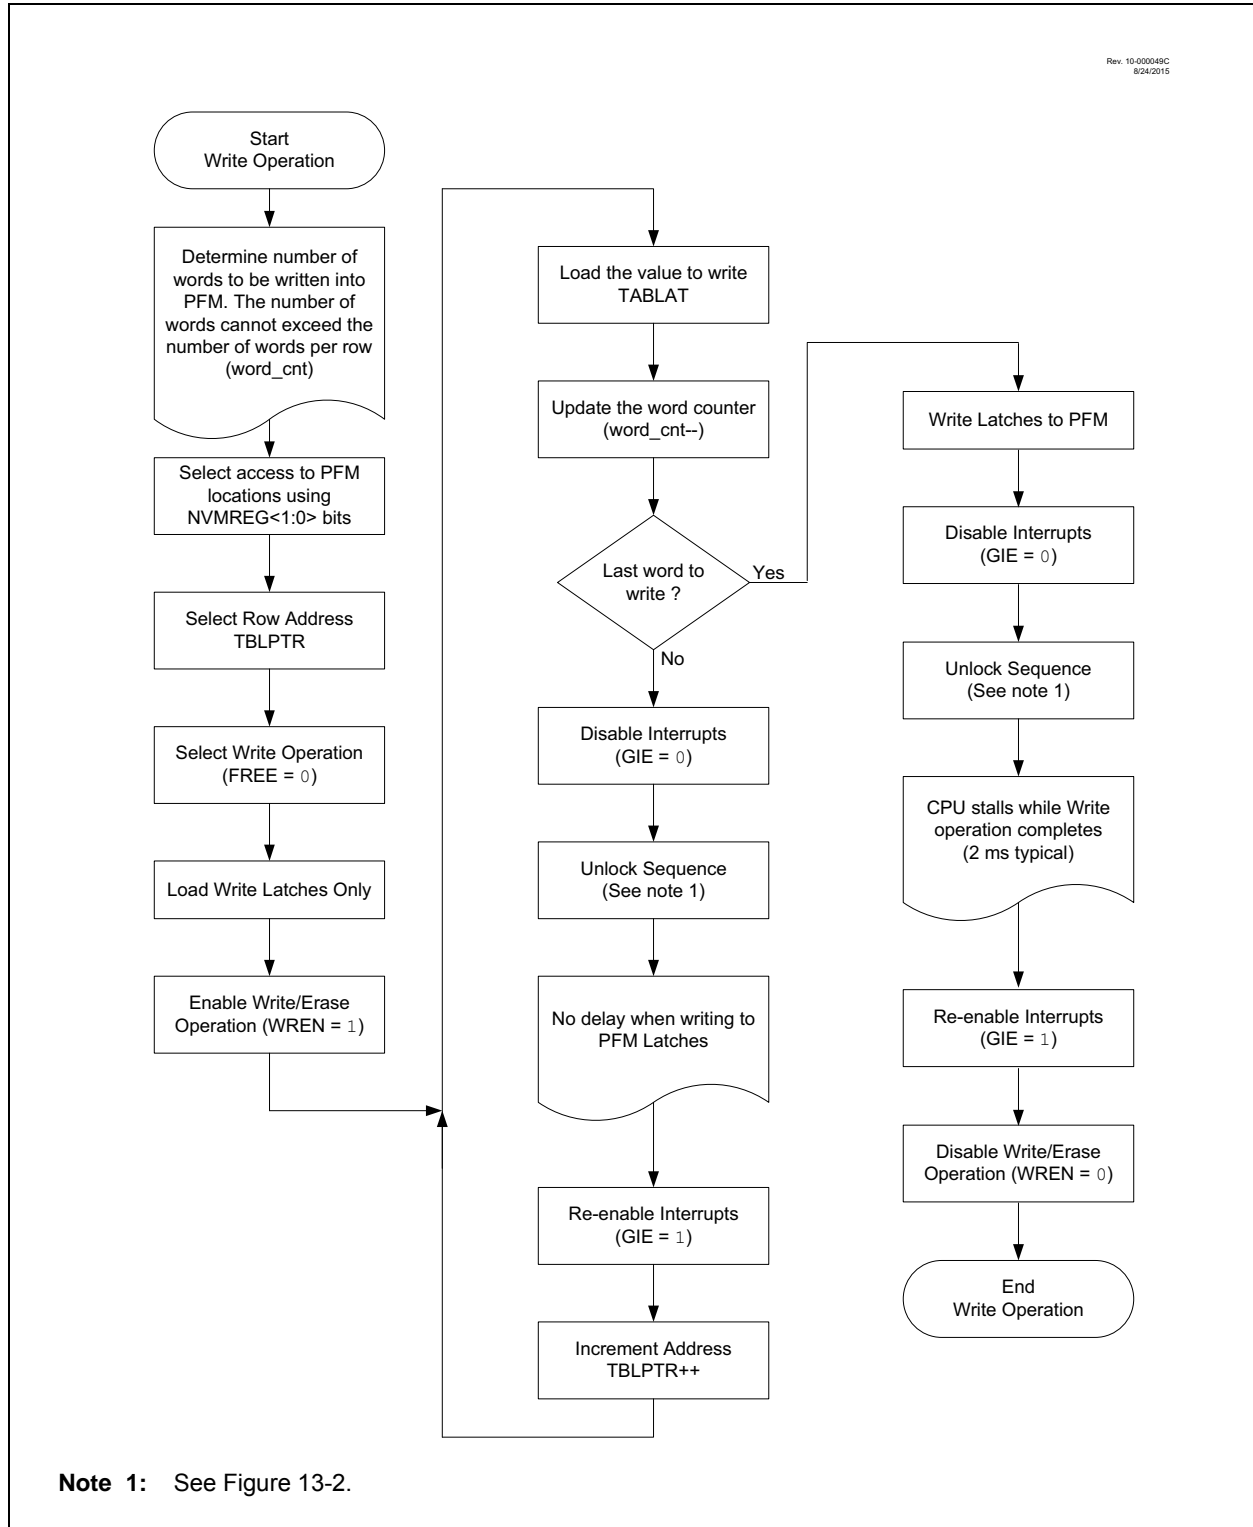 Rev. 10-000049C
8/24/2015
Start
Write Operation
Determine number of
words to be written into
PFM. The number of
words cannot exceed the
number of words per row
(word_cnt)
Select access to PFM
locations using
NVMREG<1:0> bits
Select Row Address
TBLPTR
Select Write Operation
(FREE = 0)
Load Write Latches Only
Enable Write/Erase
Operation (WREN = 1)
Load the value to write
TABLAT
Update the word counter
(word_cnt--)
Last word to
write ?
Yes
No
Disable Interrupts
(GIE = 0)
Unlock Sequence
(See note 1)
No delay when writing to
PFM Latches
Re-enable Interrupts
(GIE = 1)
Increment Address
TBLPTR++
Write Latches to PFM
Disable Interrupts
(GIE = 0)
Unlock Sequence
(See note 1)
CPU stalls while Write
operation completes
(2 ms typical)
Re-enable Interrupts
(GIE = 1)
Disable Write/Erase
Operation (WREN = 0)
End
Write Operation
Note 1: See Figure 13-2.